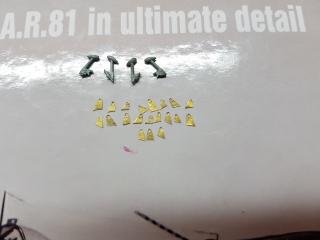 A.R.81 in ultimate detail